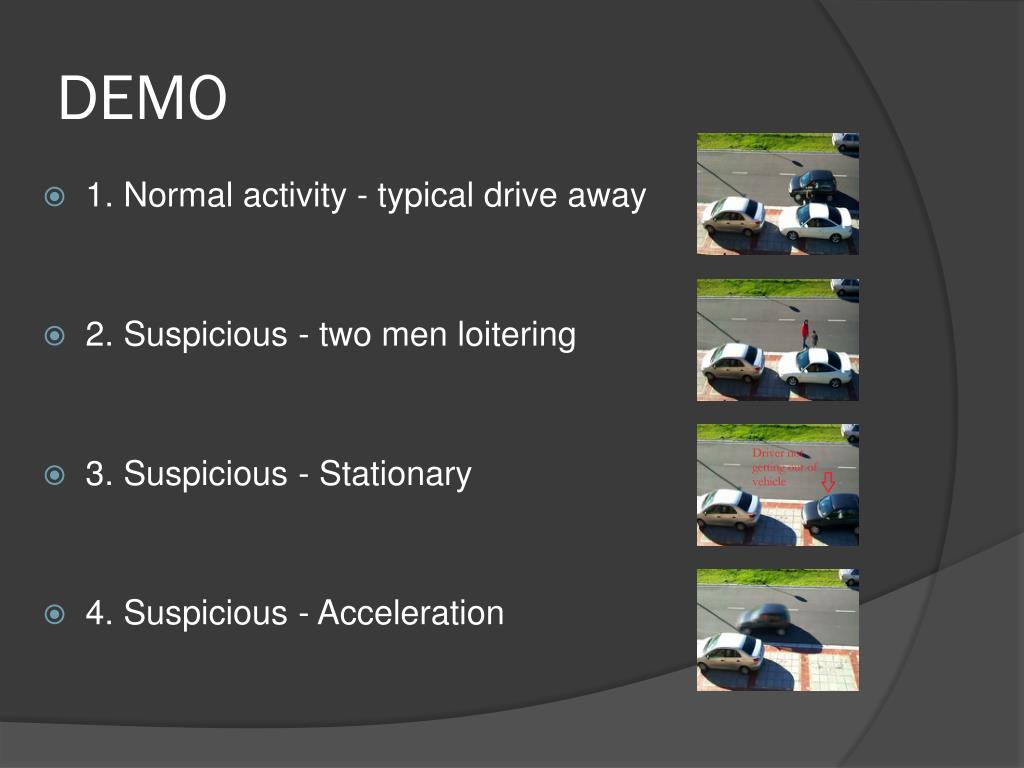 DEMO
1. Normal activity - typical drive away
2. Suspicious - two men loitering
3. Suspicious - Stationary
Driver not
getting out of
vehicle
4. Suspicious - Acceleration